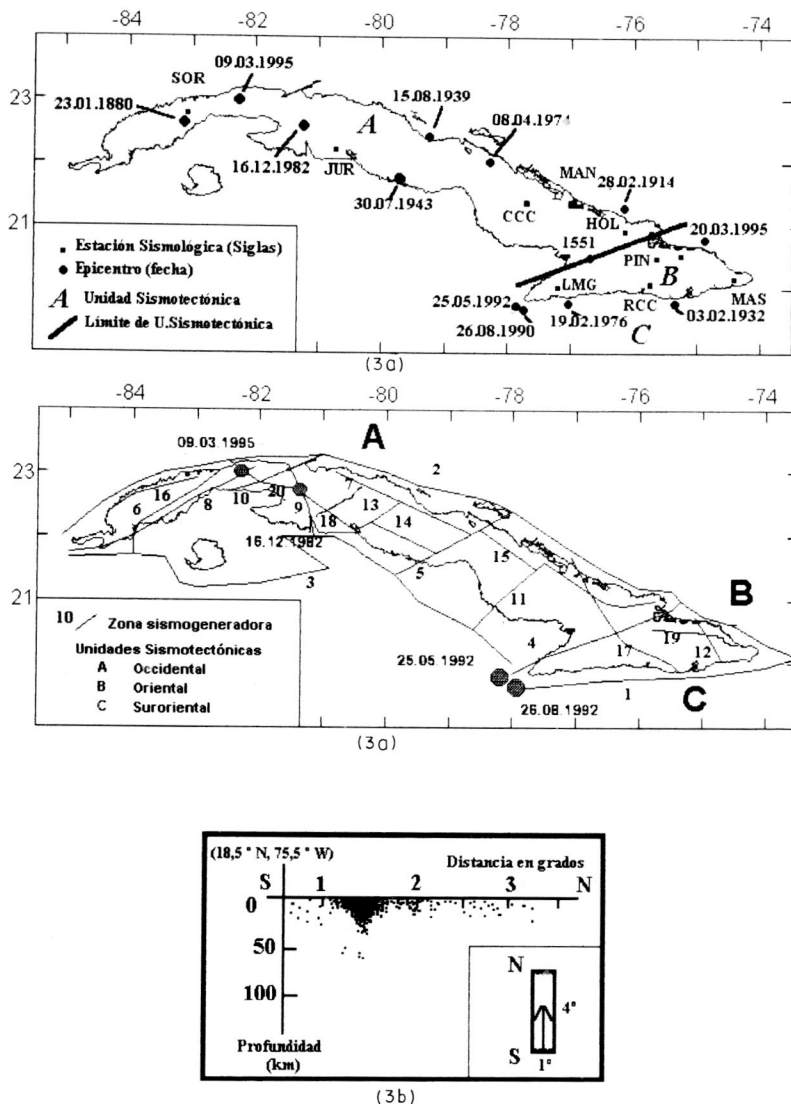 -84 -82 -80 -78 -76 -74
23
21
SOR
09.03.1995
23.01.1880
15.08.1939
A
08.04.1974
16.12.1982
JUR
MAN
30.07.1943
28.02.1914
CCC
HOL
20.03.1995
1551
PIN
B
LMG
MAS
25.05.1992
RCC
26.08.1990
19.02.1976
03.02.1932
C
Estación Sismológica (Siglas)
Epicentro (fecha)
A Unidad Sismotectónica
Límite de U.Sismotectónica
(3a)
-84 -82 -80 -78 -76 -74
23
21
A
09.03.1995
2
16
20
7
6
8
10
9
13
18
14
16.12.1982
15
3
5
11
B
4
19
17
12
25.05.1992
1
C
26.08.1992
10 Zona sismogeneradora
Unidades Sismotectónicas
A Occidental
B Oriental
C Suroriental
(3a)
(18,5 ° N, 75,5 ° W)
Distancia en grados
S 1 2 3 N
0
50
100
Profundidad
(km)
N
4°
S
1°
(3b)